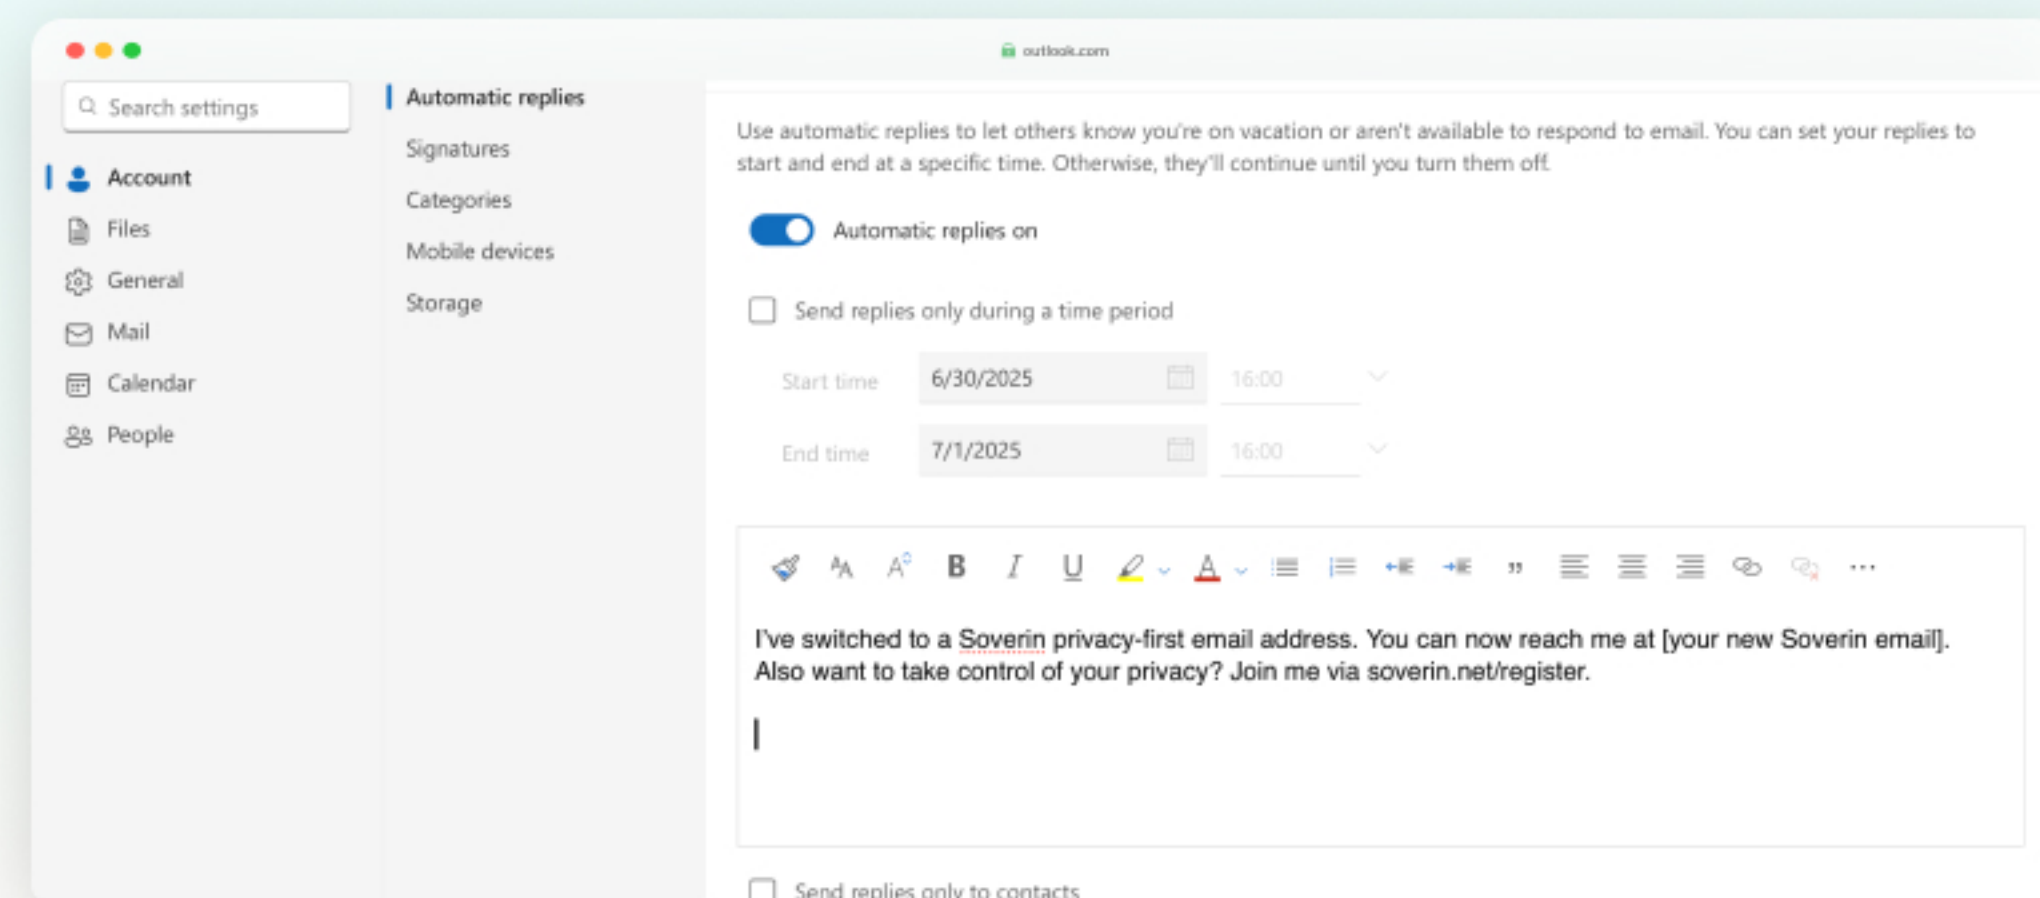 outlook.com
Search settings
Account
Files
General
Mail
Calendar
People
Automatic replies
Signatures
Categories
Mobile devices
Storage
Use automatic replies to let others know you're on vacation or aren't available to respond to email. You can set your replies to
start and end at a specific time. Otherwise, they'll continue until you turn them off.
Automatic replies on
Send replies only during a time period
Start time 6/30/2025 16:00
End time 7/1/2025 16:00
I've switched to a Soverin privacy-first email address. You can now reach me at [your new Soverin email].
Also want to take control of your privacy? Join me via soverin.net/register.
Send replies only to contacts